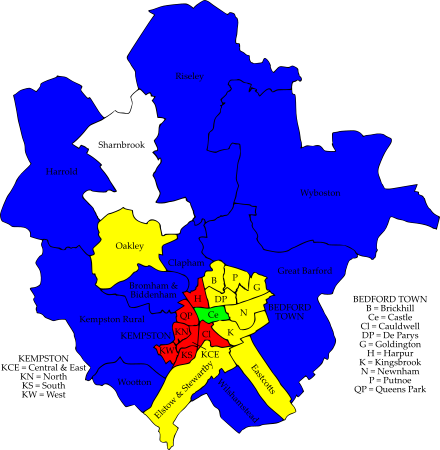 Riseley
Sharnbrook
Harrold
Wyboston
Oakley
Clapham
Great Barford
Bromham &
Biddenham
B
P
G
DP
H
N
BEDFORD
TOWN
QP
Ce
Kempston Rural
KEMPSTON
KN
Cl
K
KW
KS
KCE
Wootton
Elstow & Stewartby
Eastcotts
Wilshamstead
BEDFORD TOWN
B = Brickhill
Ce = Castle
Cl = Cauldwell
DP = De Parys
G = Goldington
H = Harpur
K = Kingsbrook
N = Newnham
P = Putnoe
QP = Queens Park
KEMPSTON
KCE = Central & East
KN = North
KS = South
KW = West